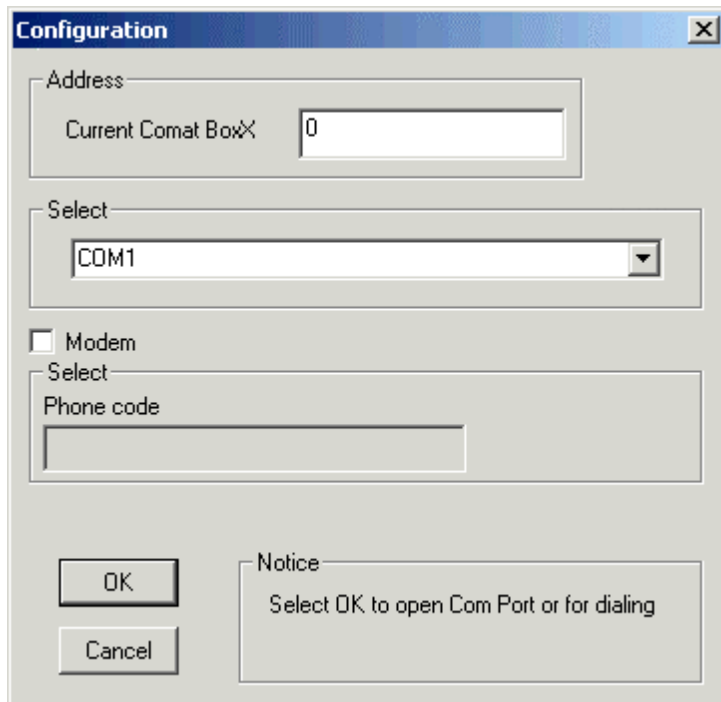 Configuration
Address
Current Comat BoxX
0
Select
COM1
Modem
Select
Phone code
OK
Cancel
Notice
Select OK to open Com Port or for dialing